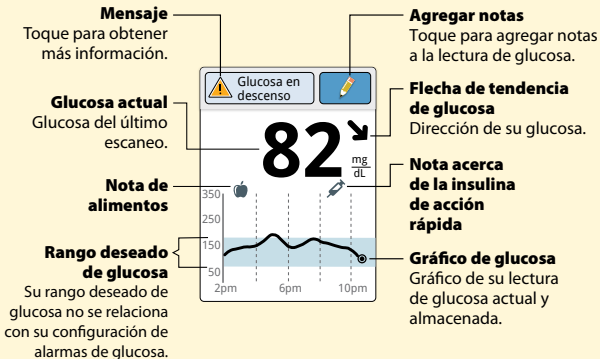 Mensaje
Toque para obtener
más información.
Glucosa actual
Glucosa del último
escaneo.
Nota de
alimentos
Rango deseado
de glucosa
Su rango deseado de
glucosa no se relaciona
con su configuración de
alarmas de glucosa.
Glucosa en
descenso
82
mg
dL
350
250
150
50
2pm
6pm
10pm
Agregar notas
Toque para agregar notas
a la lectura de glucosa.
Flecha de tendencia
de glucosa
Dirección de su glucosa.
Nota acerca
de la insulina
de acción
rápida
Gráfico de glucosa
Gráfico de su lectura
de glucosa actual y
almacenada.